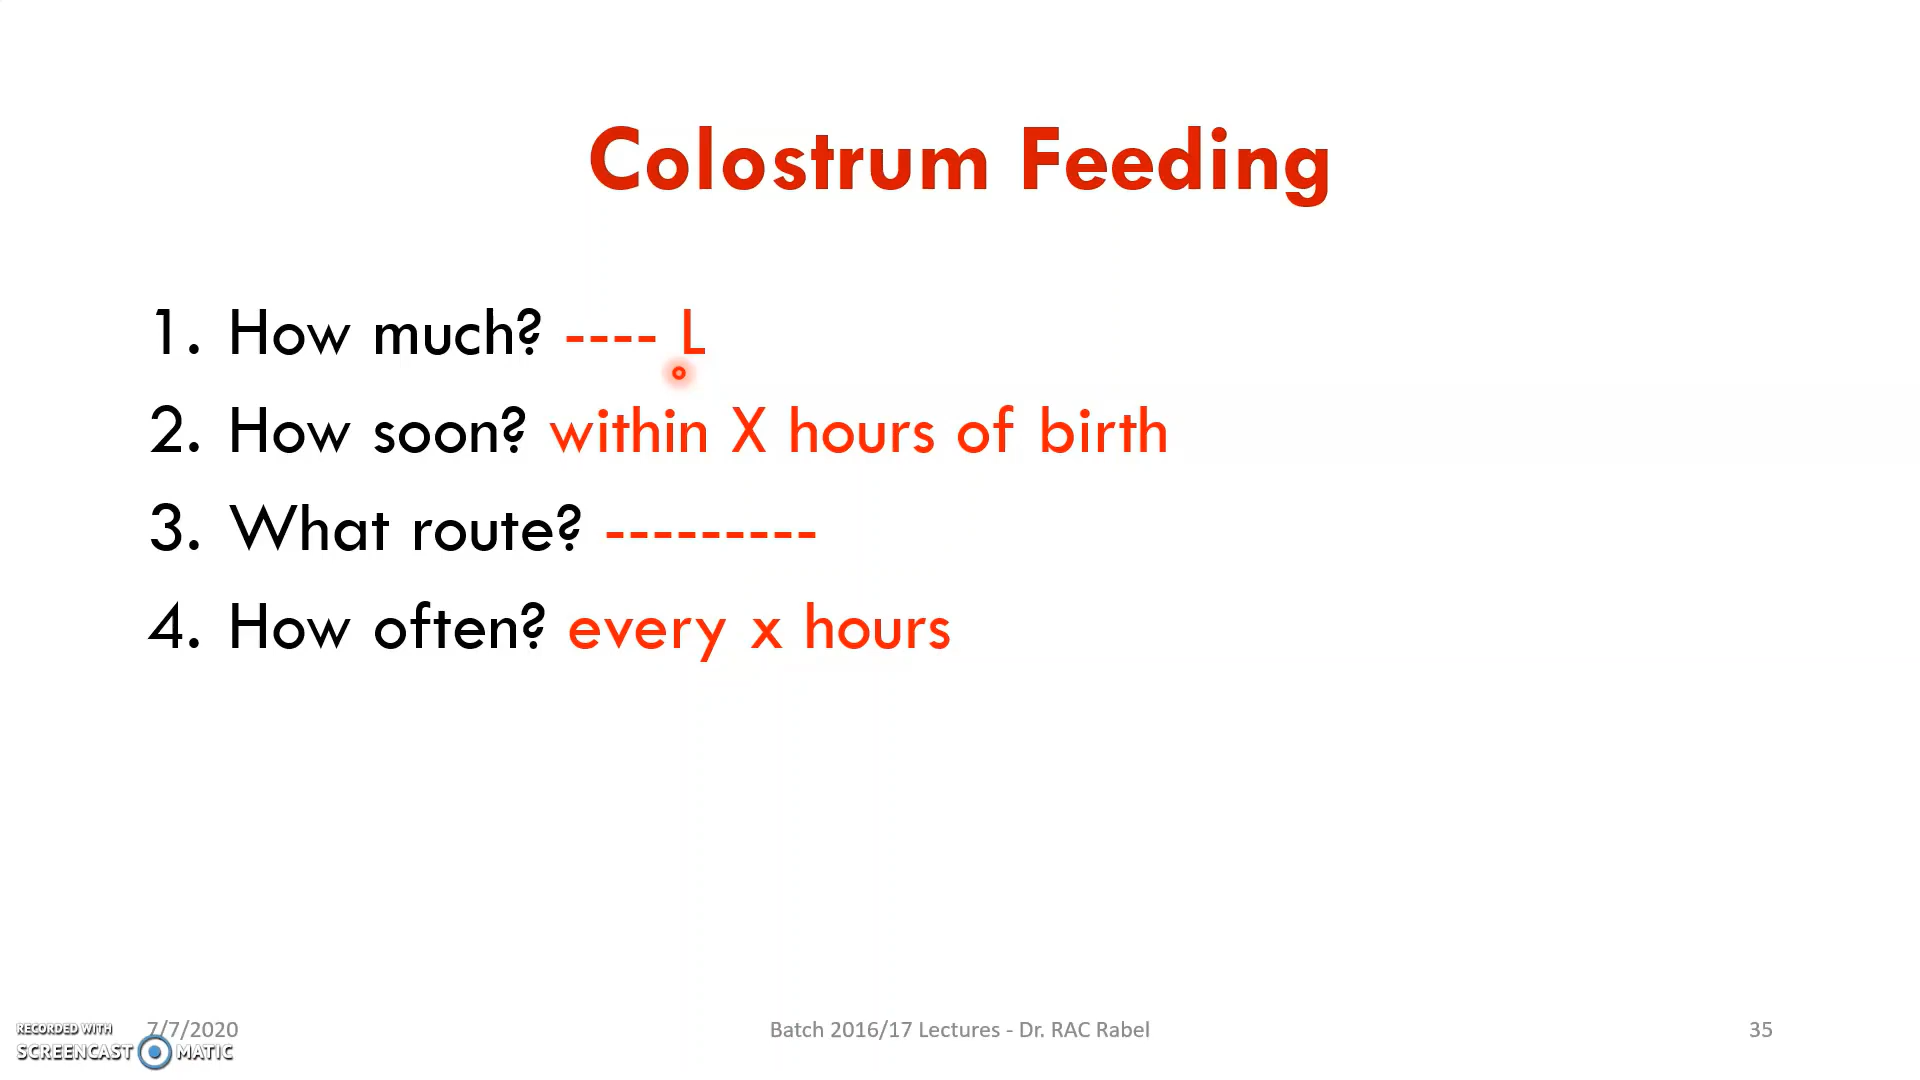 Colostrum Feeding
1. How much? ---- L
2. How soon? within X hours of birth
3. What route? ---------
4. How often? every x hours
RECORDED WITH
SCREENCAST MATIC
7/7/2020
Batch 2016/17 Lectures - Dr. RAC Rabel
35